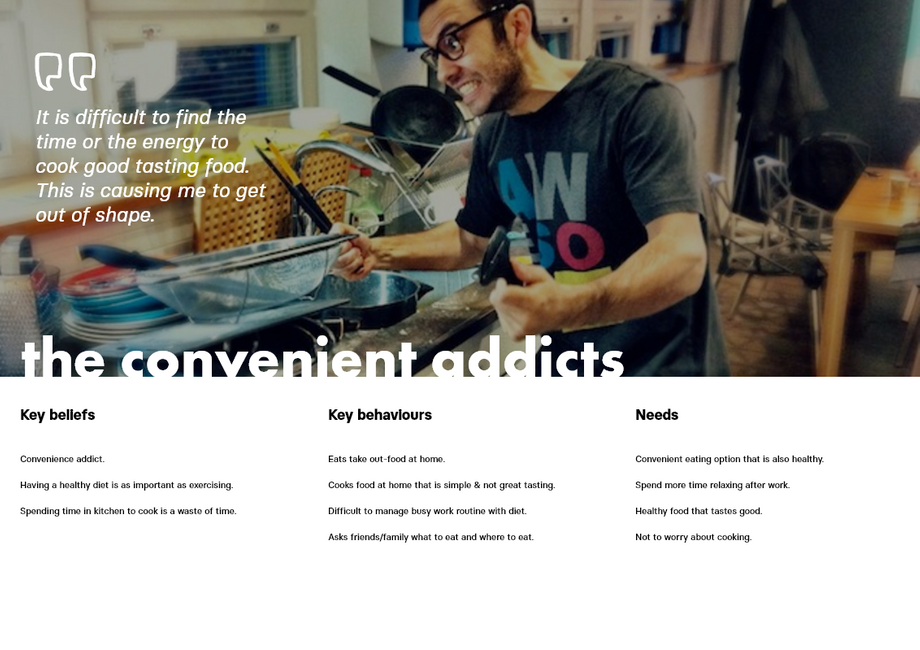 It is difficult to find the
time or the energy to
cook good tasting food.
This is causing me to get
out of shape.
AW
SO
the convenient addicts
Key beliefs
Convenience addict.
Having a healthy diet is as important as exercising.
Spending time in kitchen to cook is a waste of time.
Key behaviours
Eats take out-food at home.
Cooks food at home that is simple & not great tasting.
Difficult to manage busy work routine with diet.
Asks friends/family what to eat and where to eat.
Needs
Convenient eating option that is also healthy.
Spend more time relaxing after work.
Healthy food that tastes good.
Not to worry about cooking.